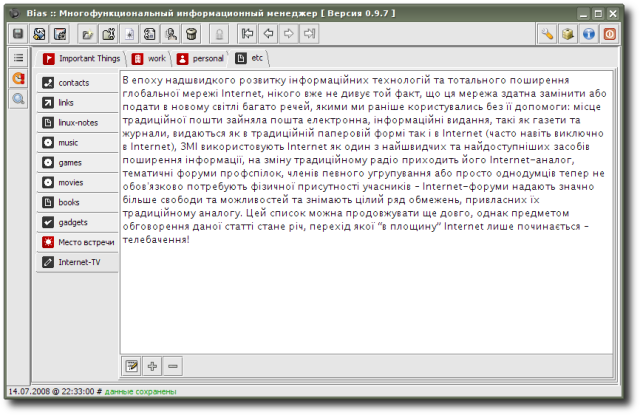 Bias :: Многофункциональный информационный менеджер [ Версия 0.9.7 ]
Important Things work personal etc
contacts
links
linux-notes
music
games
movies
books
gadgets
Место встречи
Internet-TV
В епоху надшвидкого розвитку інформаційних технологій та тотального поширення
глобальної мережі Internet, нікого вже не дивує той факт, що ця мережа здатна замінити або
подати в новому світлі багато речей, якими ми раніше користувались без її допомоги: місце
традиційної пошти зайняла пошта електронна, інформаційні видання, такі як газети та
журнали, видаються як в традиційній паперовій формі так і в Internet (часто навіть виключно
в Internet), ЗМІ використовують Internet як один з найшвидчих та найдоступніших засобів
поширення інформації, на зміну традиційному радіо приходить його Internet-аналог,
тематичні форуми профспілок, членів певного угрупування або просто однодумців тепер не
обов'язково потребують фізичної присутності учасників - Internet-форуми надають значно
більше свободи та можливостей та знімають цілий ряд обмежень, привласних їх
традиційному аналогу. Цей список можна продовжувати ще довго, однак предметом
обговорення даної статті стане річ, перехід якої "в площину" Internet лише починається -
телебачення!
14.07.2008 @ 22:33:00 # данные сохранены